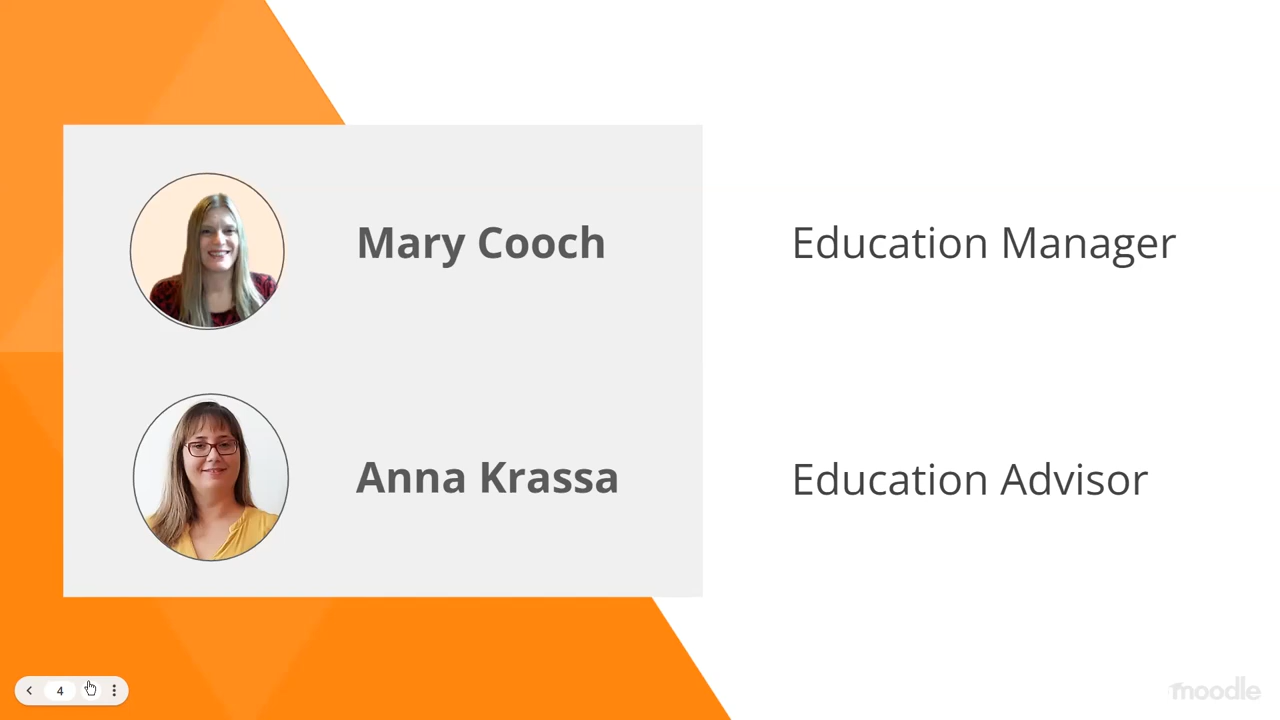 Mary Cooch
Education Manager
Anna Krassa
Education Advisor
4
moodle